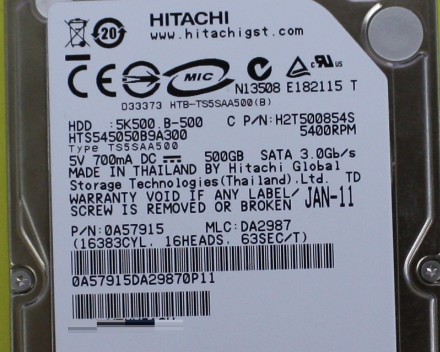 HITACHI
www.hitachigst.com
20
CE MIC
N13508 E182115 T
D33373 HTB-TS5SAA500(B)
HDD :5K500.B-500 C P/N:H2T500854S
HTS545050B9A300 5400RPM
Type TS5SAA500
5V 700mA DC 500GB SATA 3.0Gb/s
MADE IN THAILAND BY Hitachi Global
Storage Technologies(Thailand),Ltd. TD
WARRANTY VOID IF ANY LABEL/ JAN-11
SCREW IS REMOVED OR BROKEN
P/N:0A57915 MLC:DA2987
(16383CYL. 16HEADS. 63SEC/T)
0A57915DA29870P11